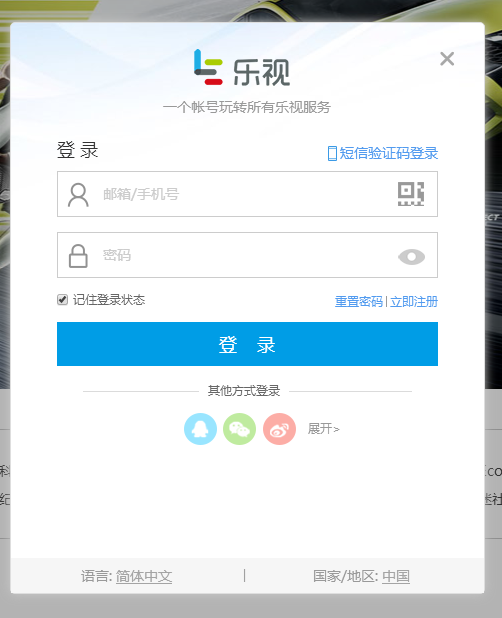 乐视
一个帐号玩转所有乐视服务
登 录
短信验证码登录
邮箱/手机号
密码
记住登录状态
重置密码|立即注册
登 录
其他方式登录
展开>
语言: 简体中文 | 国家/地区: 中国